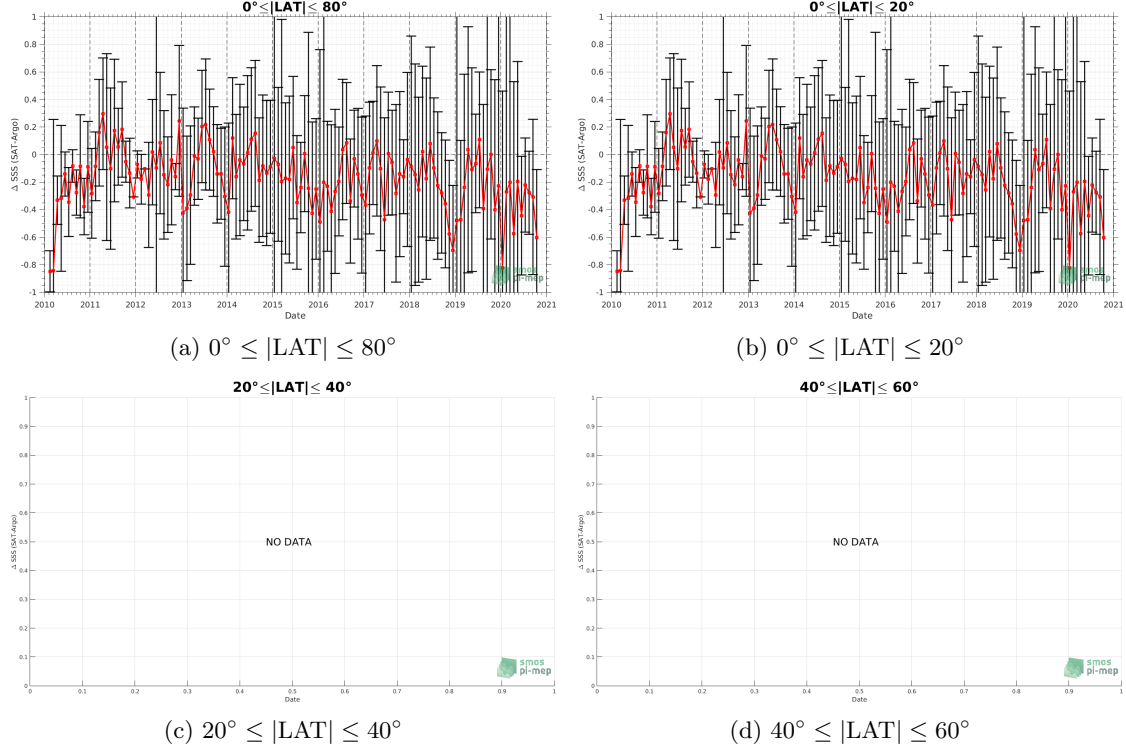 0°≤|LAT|≤ 80°
Δ SSS (SAT-Argo)
1
0.8
0.6
0.4
0.2
0
-0.2
-0.4
-0.6
-0.8
-1
2010 2011 2012 2013 2014 2015 2016 2017 2018 2019 2020 2021
Date
smos
pi-mep
(a) 0° ≤ |LAT| ≤ 80°
0°≤|LAT|≤ 20°
Δ SSS (SAT-Argo)
1
0.8
0.6
0.4
0.2
0
-0.2
-0.4
-0.6
-0.8
-1
2010 2011 2012 2013 2014 2015 2016 2017 2018 2019 2020 2021
Date
smos
pi-mep
(b) 0° ≤ |LAT| ≤ 20°
20°≤|LAT|≤ 40°
Δ SSS (SAT-Argo)
1
0.9
0.8
0.7
0.6
0.5
0.4
0.3
0.2
0.1
0
NO DATA
0 0.1 0.2 0.3 0.4 0.5 0.6 0.7 0.8 0.9 1
Date
smos
pi-mep
(c) 20° ≤ |LAT| ≤ 40°
40°≤|LAT|≤ 60°
Δ SSS (SAT-Argo)
1
0.9
0.8
0.7
0.6
0.5
0.4
0.3
0.2
0.1
0
NO DATA
0 0.1 0.2 0.3 0.4 0.5 0.6 0.7 0.8 0.9 1
Date
smos
pi-mep
(d) 40° ≤ |LAT| ≤ 60°